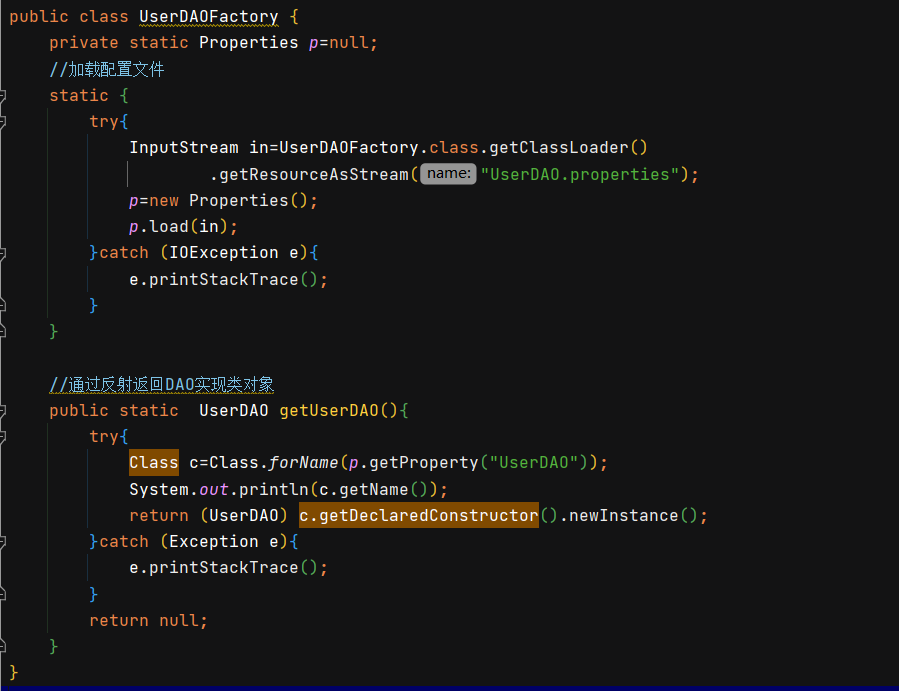 public class UserDAOFactory {
    private static Properties p=null;
    //加载配置文件
    static {
        try{
            InputStream in=UserDAOFactory.class.getClassLoader()
                    .getResourceAsStream( name: "UserDAO.properties");
            p=new Properties();
            p.load(in);
        }catch (IOException e){
            e.printStackTrace();
        }
    }

    //通过反射返回DAO实现类对象
    public static  UserDAO getUserDAO(){
        try{
            Class c=Class.forName(p.getProperty("UserDAO"));
            System.out.println(c.getName());
            return (UserDAO) c.getDeclaredConstructor().newInstance();
        }catch (Exception e){
            e.printStackTrace();
        }
        return null;
    }
}